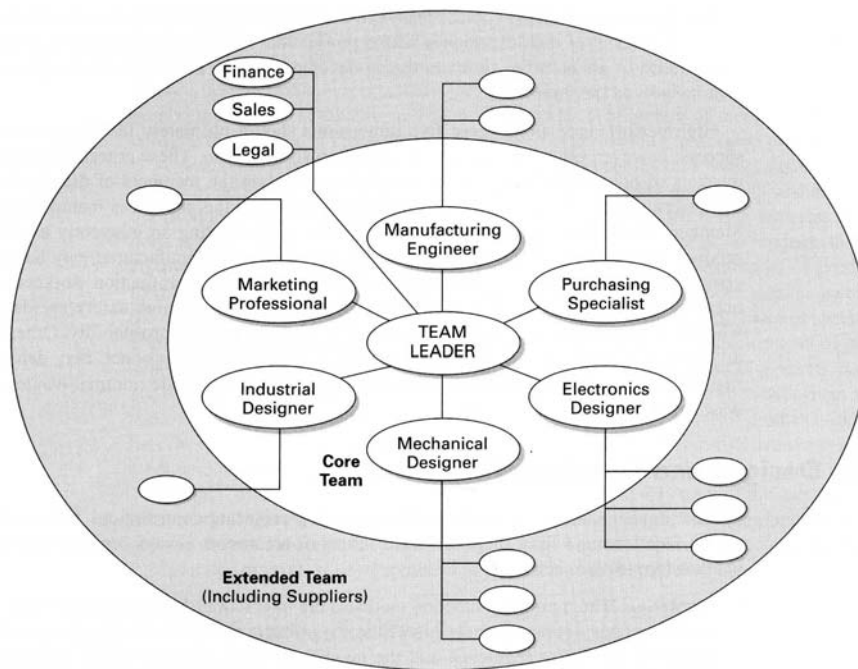 Finance
Sales
Legal
Manufacturing
Engineer
Marketing
Professional
Purchasing
Specialist
TEAM
LEADER
Industrial
Designer
Electronics
Designer
Mechanical
Designer
Core
Team
Extended Team
(Including Suppliers)